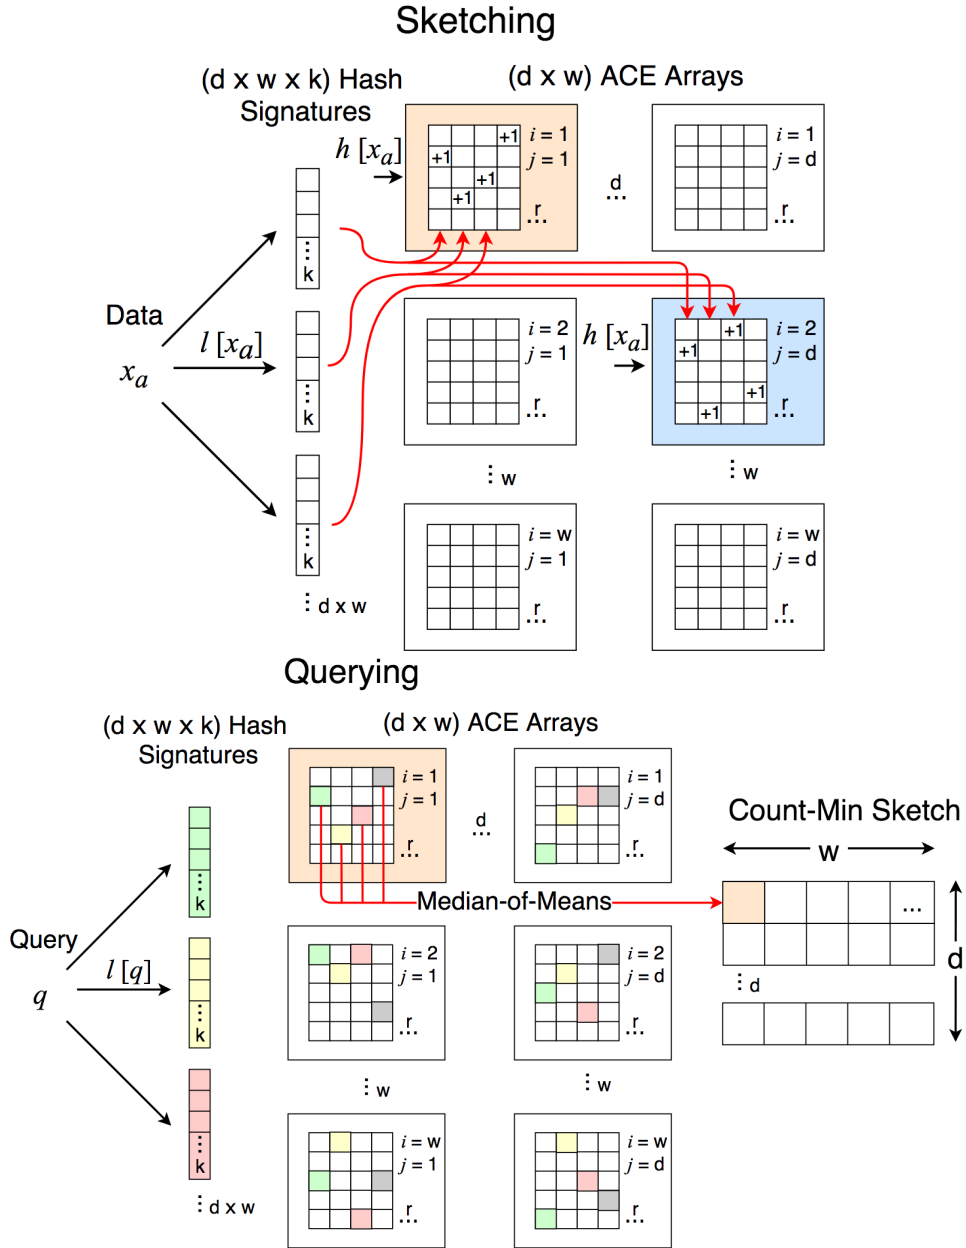 Sketching
(d x w x k) Hash
Signatures
(d x w) ACE Arrays
h [xₐ]
+1
+1
+1
+1
i = 1
j = 1
r
...
d
...
i = 1
j = d
r
...
⋮
k
Data
xₐ
l [xₐ]
⋮
k
i = 2
j = 1
r
...
h [xₐ]
+1
+1
+1
+1
i = 2
j = d
r
...
⋮ w
⋮ w
⋮
k
⋮ d x w
i = w
j = 1
r
...
i = w
j = d
r
...
Querying
(d x w x k) Hash
Signatures
(d x w) ACE Arrays
i = 1
j = 1
r
...
d
...
i = 1
j = d
r
...
Count-Min Sketch
w
...
d
⋮ d
Median-of-Means
⋮
k
Query
q
l [q]
⋮
k
i = 2
j = 1
r
...
i = 2
j = d
r
...
⋮ w
⋮ w
⋮
k
⋮ d x w
i = w
j = 1
r
...
i = w
j = d
r
...